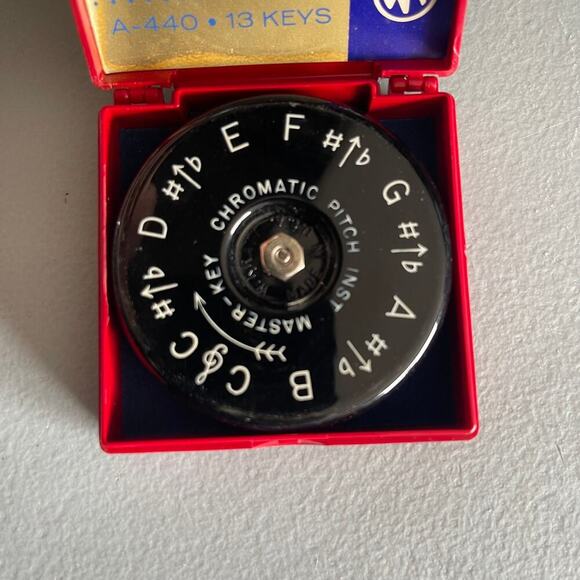 A-440 • 13 KEYS
C
#↑b
D
#↑b
E
F
#↑b
G
#↑b
A
#↑b
B
C
MASTER-KEY CHROMATIC PITCH INST.